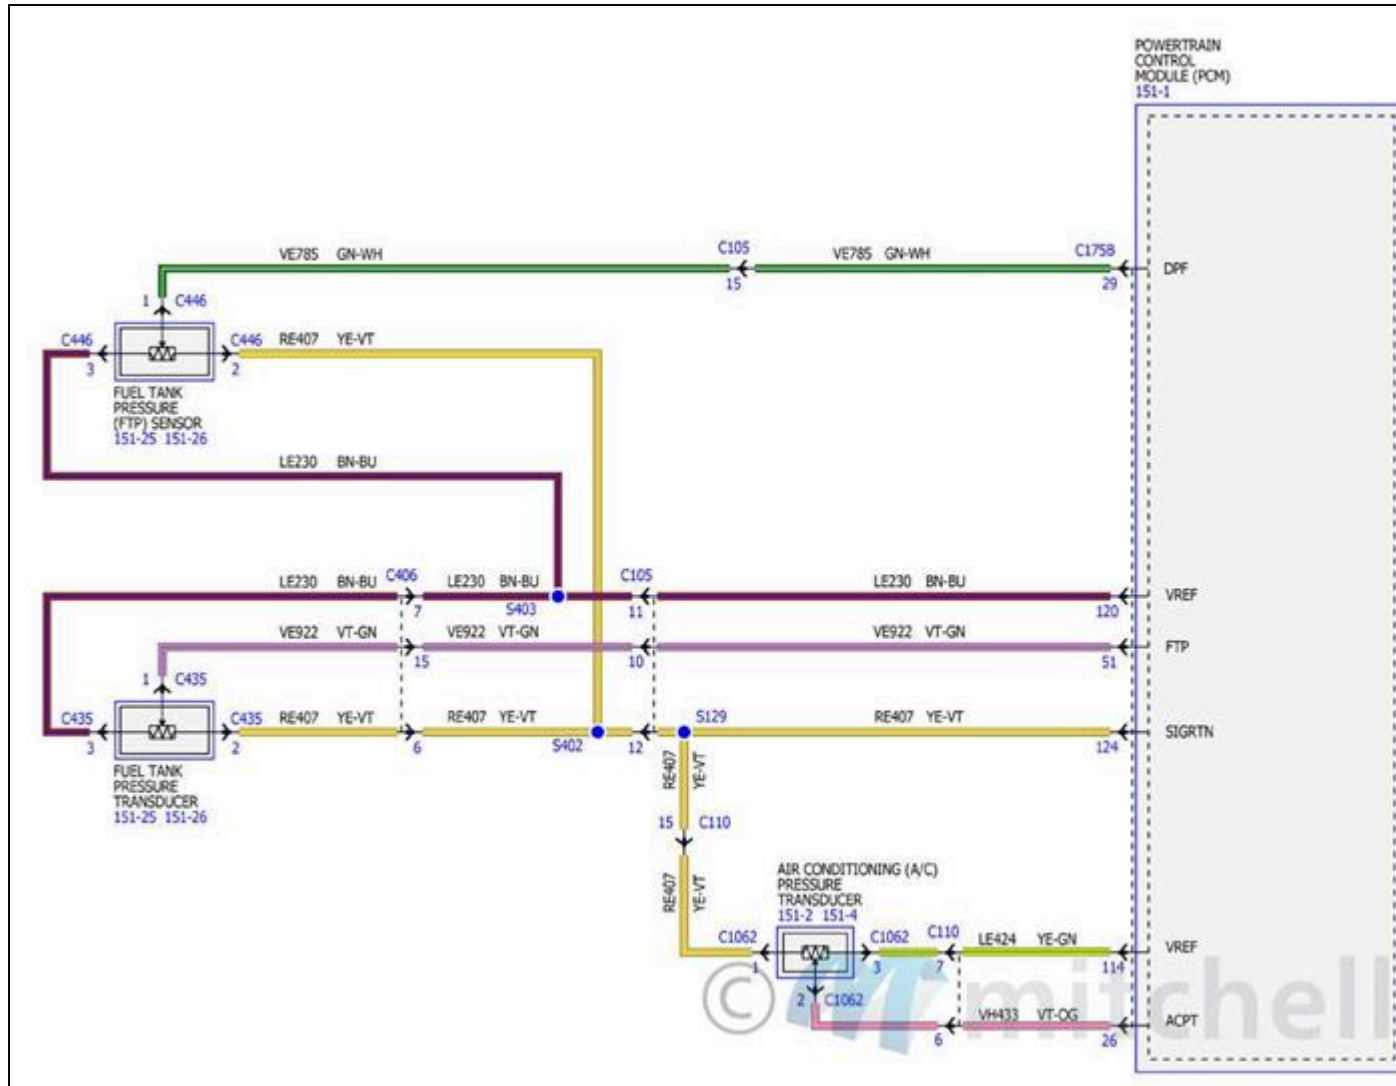 POWERTRAIN
CONTROL
MODULE (PCM)
151-1
VE785 GN-WH
C105
15
VE785 GN-WH
C175B
29
DPF
1 C446
C446
3
C446
2
RE407 YE-VT
FUEL TANK
PRESSURE
(FTP) SENSOR
151-25 151-26
LE230 BN-BU
LE230 BN-BU
C406
7
LE230 BN-BU
S403
C105
11
LE230 BN-BU
120
VREF
VE922 VT-GN
15
VE922 VT-GN
10
VE922 VT-GN
51
FTP
1 C435
C435
3
C435
2
RE407 YE-VT
6
RE407 YE-VT
S402
12
S129
RE407 YE-VT
124
SIGRTN
FUEL TANK
PRESSURE
TRANSDUCER
151-25 151-26
RE407 YE-VT
15 C110
RE407 YE-VT
AIR CONDITIONING (A/C)
PRESSURE
TRANSDUCER
151-2 151-4
C1062
1
C1062
3
C110
7
LE424 YE-GN
114
VREF
2 C1062
6
VH433 VT-OG
26
ACPT
© mitchell